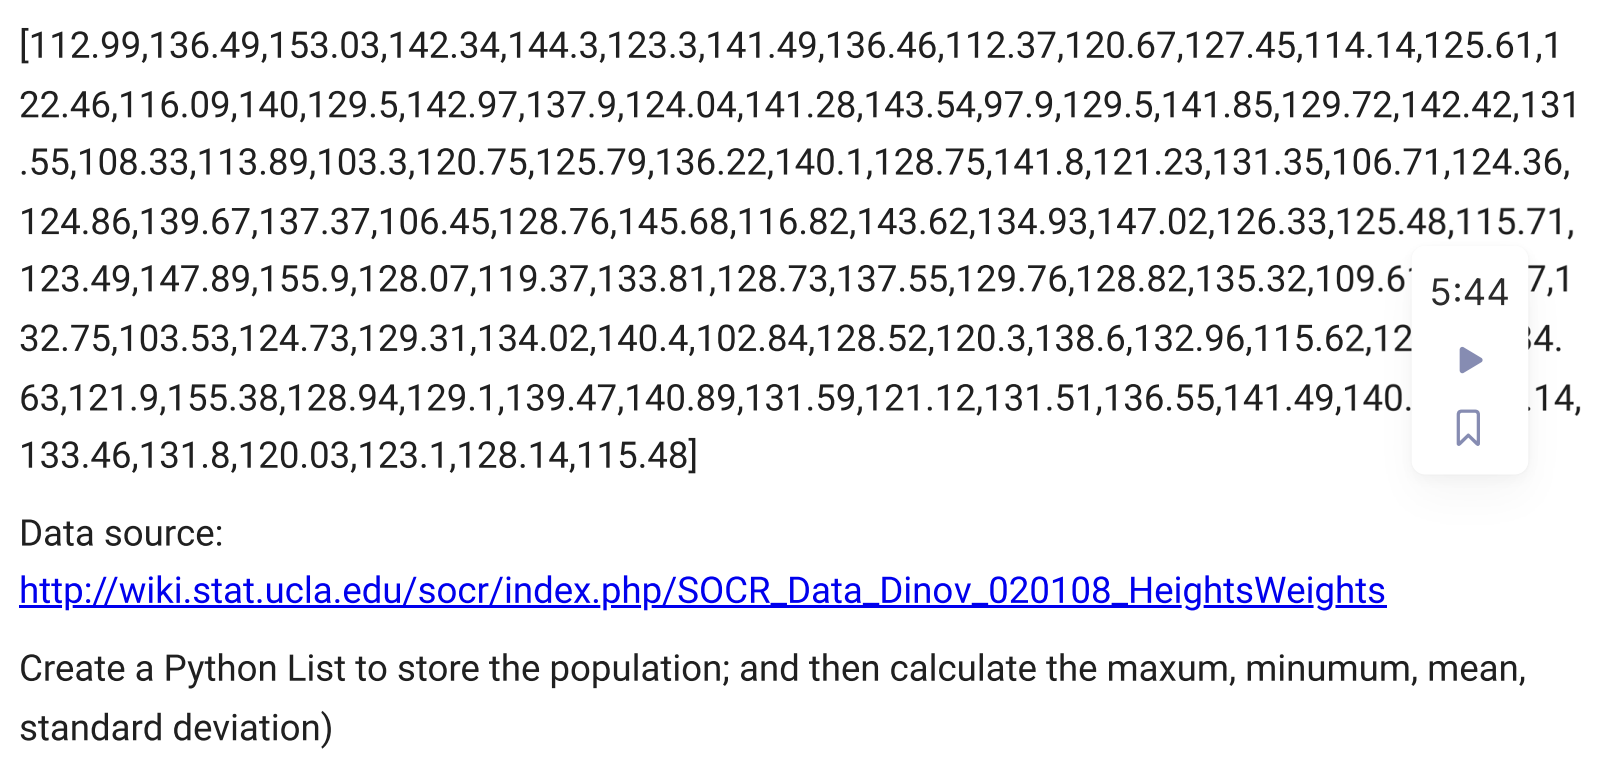 [112.99,136.49,153.03,142.34,144.3,123.3,141.49,136.46,112.37,120.67,127.45,114.14,125.61,1
22.46,116.09,140,129.5,142.97,137.9,124.04,141.28,143.54,97.9,129.5,141.85,129.72,142.42,131
.55,108.33,113.89,103.3,120.75,125.79,136.22,140.1,128.75,141.8,121.23,131.35,106.71,124.36,
124.86,139.67,137.37,106.45,128.76,145.68,116.82,143.62,134.93,147.02,126.33,125.48,115.71,
123.49,147.89,155.9,128.07,119.37,133.81,128.73,137.55,129.76,128.82,135.32,109.6 7,1
5:44
32.75,103.53,124.73,129.31,134.02,140.4,102.84,128.52,120.3,138.6,132.96,115.62,12 4.
63,121.9,155.38,128.94,129.1,139.47,140.89,131.59,121.12,131.51,136.55,141.49,140. .14,
133.46,131.8,120.03,123.1,128.14,115.48]
Data source:
http://wiki.stat.ucla.edu/socr/index.php/SOCR_Data_Dinov_020108_HeightsWeights
Create a Python List to store the population; and then calculate the maxum, minumum, mean,
standard deviation)